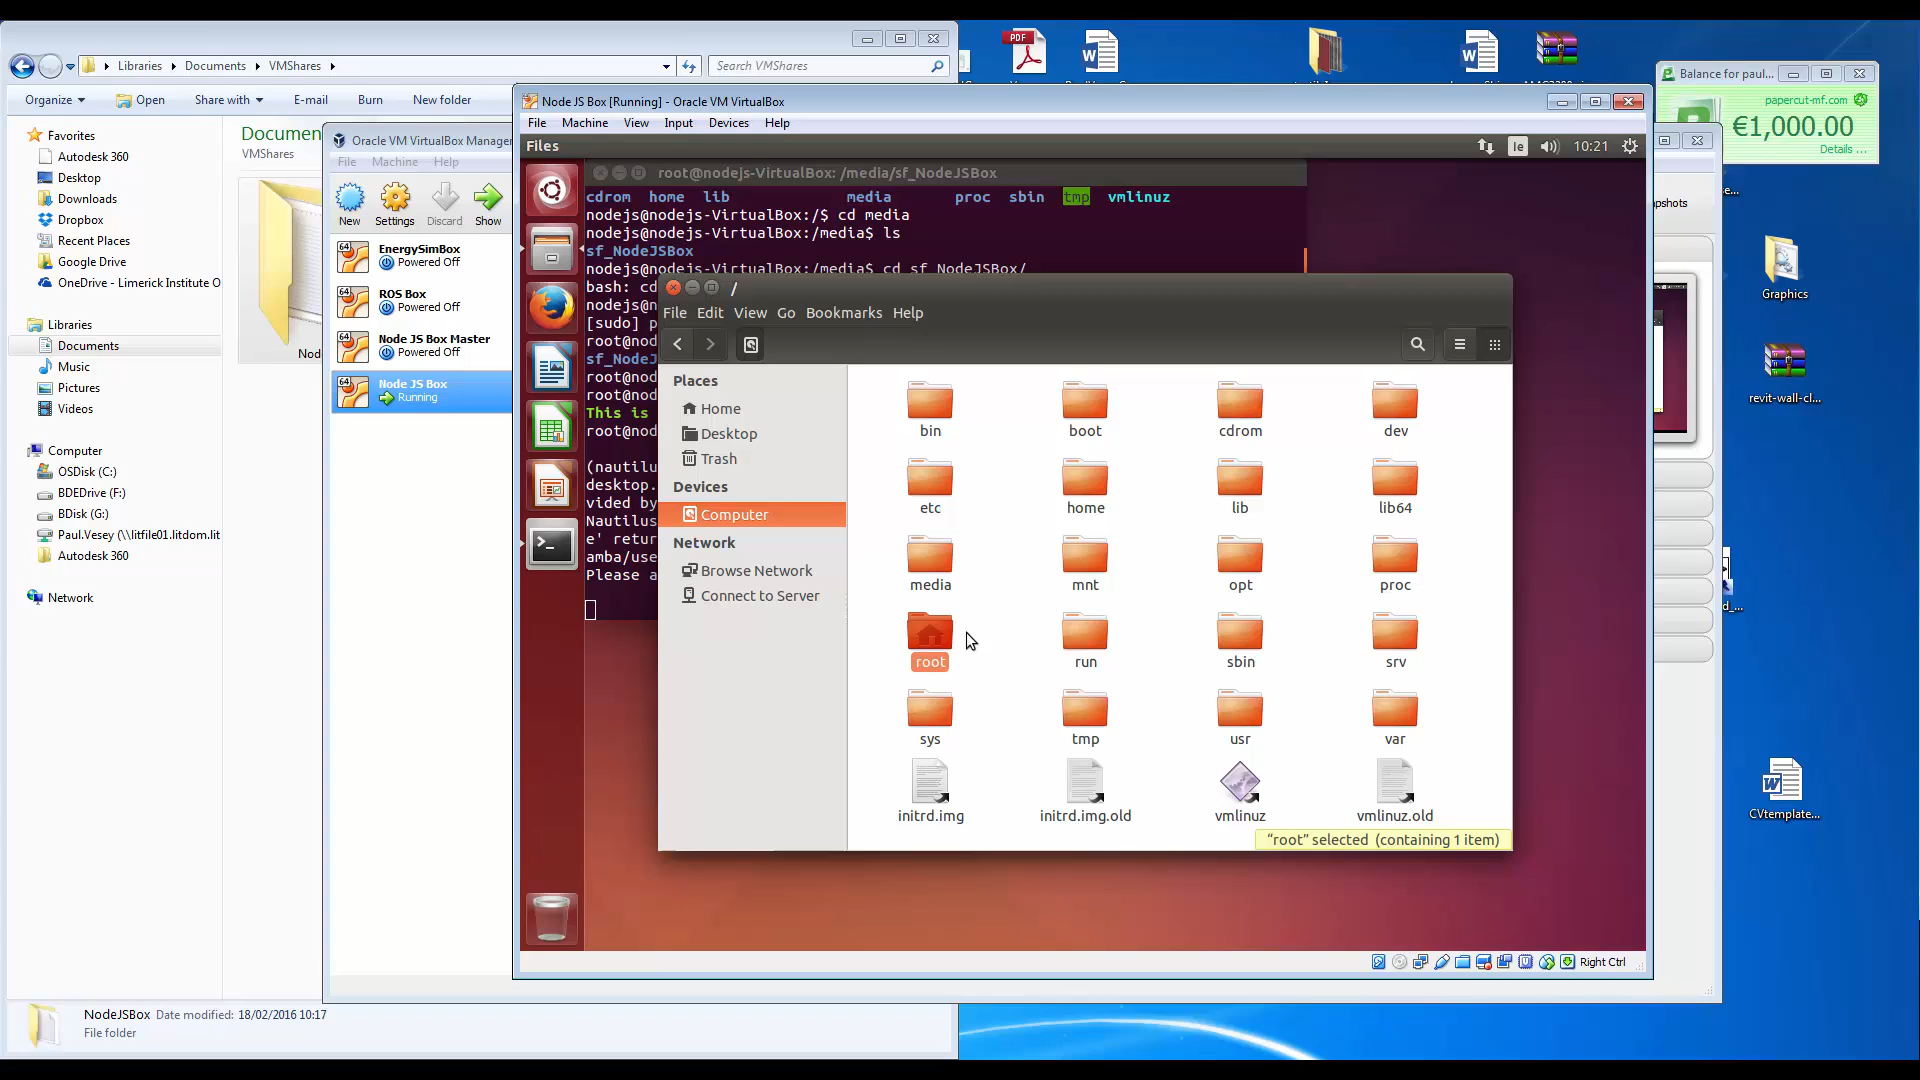 Libraries
Documents
VMShares
Search VMShares
Organize
Open
Share with
E-mail
Burn
New folder
Favorites
Autodesk 360
Desktop
Downloads
Dropbox
Recent Places
Google Drive
OneDrive - Limerick Institute O
Libraries
Documents
Music
Pictures
Videos
Computer
OSDisk (C:)
BDEDrive (F:)
BDisk (G:)
Paul.Vesey (\\litfile01.litdom.lit
Autodesk 360
Network
Documen
VMShares
Nod
NodeJSBox
Date modified: 18/02/2016 10:17
File folder
Oracle VM VirtualBox Manager
File
Machine
Help
New
Settings
Discard
Show
EnergySimBox
Powered Off
ROS Box
Powered Off
Node JS Box Master
Powered Off
Node JS Box
Running
64
64
64
64
Node JS Box [Running] - Oracle VM VirtualBox
File
Machine
View
Input
Devices
Help
Files
Ie
10:21
root@nodejs-VirtualBox: /media/sf_NodeJSBox
cdrom home lib media proc sbin tmp vmlinuz
nodejs@nodejs-VirtualBox:/$ cd media
nodejs@nodejs-VirtualBox:/media$ ls
sf_NodeJSBox
nodejs@nodejs-VirtualBox:/media$ cd sf_NodeJSBox/
bash: cd
nodejs@n
[sudo] p
root@nod
sf_NodeJ
root@nod
root@nod
This is
root@nod
(nautilu
desktop.
vided by
Nautilus
e' retur
amba/use
Please a
/
File
Edit
View
Go
Bookmarks
Help
Places
Home
Desktop
Trash
Devices
Computer
Network
Browse Network
Connect to Server
bin
boot
cdrom
dev
etc
home
lib
lib64
media
mnt
opt
proc
root
run
sbin
srv
sys
tmp
usr
var
initrd.img
initrd.img.old
vmlinuz
vmlinuz.old
“root” selected (containing 1 item)
Right Ctrl
PDF
Balance for paul...
papercut-mf.com
€1,000.00
Details ...
apshots
Graphics
revit-wall-cl...
CVtemplate...